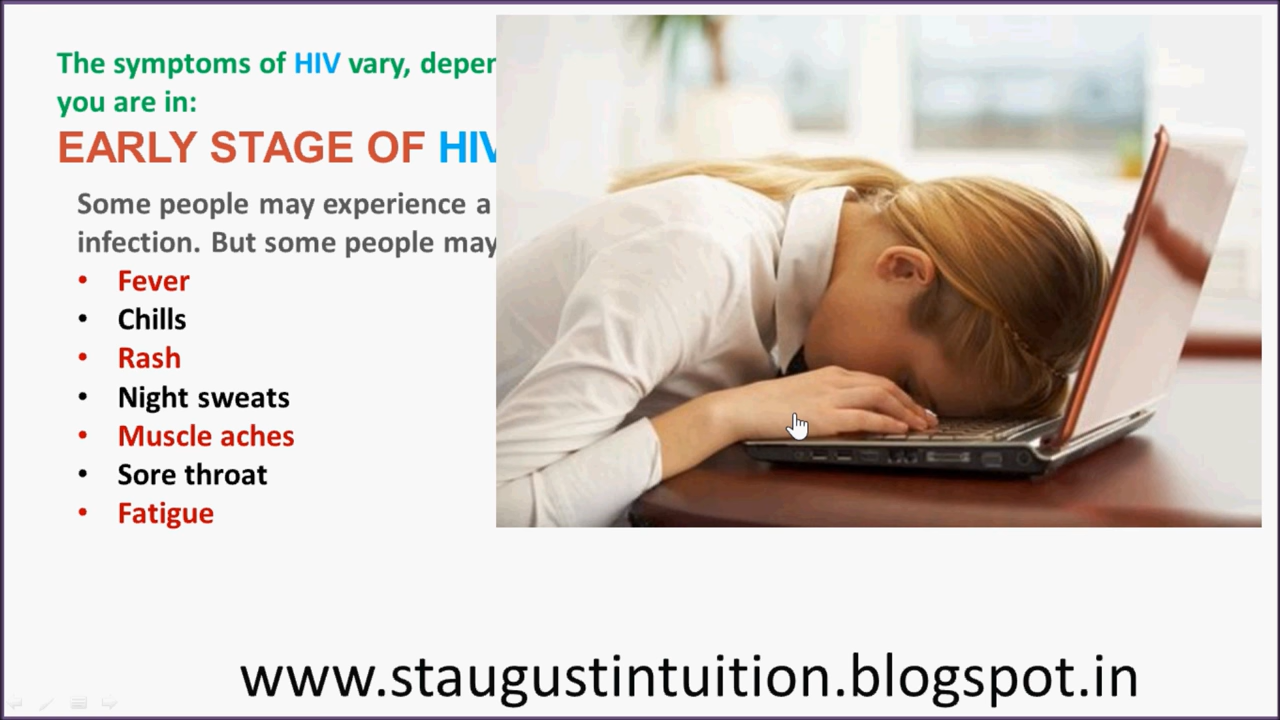 The symptoms of HIV vary, deper
you are in:
EARLY STAGE OF HIV
Some people may experience a
infection. But some people may
• Fever
• Chills
• Rash
• Night sweats
• Muscle aches
• Sore throat
• Fatigue
www.staugustintuition.blogspot.in